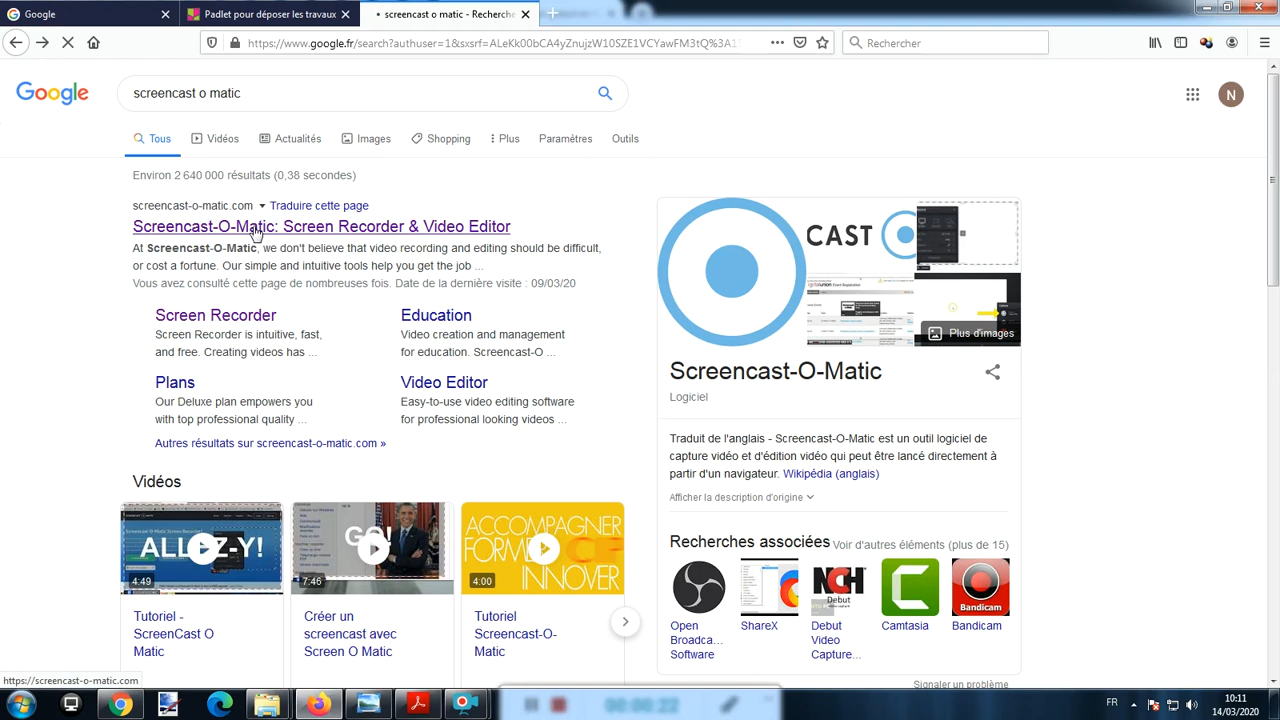 Google
Padlet pour déposer les travaux
screencast o matic - Recherche
https://www.google.fr/search?authuser=1&sxsrf=ALeKk00bCA4yZnujzW10SZE1VCYawFM3tQ%3A1
Rechercher
Google
screencast o matic
N
Tous
Vidéos
Actualités
Images
Shopping
Plus
Paramètres
Outils
Environ 2 640 000 résultats (0,38 secondes)
screencast-o-matic.com
Traduire cette page
Screen Recorder & Video Editor
At Screencast-O-Matic, we don't believe that video recording and editing should be difficult,
or cost a fortune. Our simple and intuitive tools help you get the job ...
Vous avez consulté cette page de nombreuses fois. Date de la dernière visite :
Screen Recorder
and free. Creating videos has ...
Education
Video creation and management
for education. Screencast-O ...
Plans
Our Deluxe plan empowers you
with top professional quality ...
Video Editor
Easy-to-use video editing software
for professional looking videos ...
Autres résultats sur screencast-o-matic.com »
CAST
Plus d'images
Screencast-O-Matic
Logiciel
Traduit de l'anglais - Screencast-O-Matic est un outil logiciel de
capture vidéo et d'édition vidéo qui peut être lancé directement à
partir d'un navigateur. Wikipédia (anglais)
Afficher la description d'origine
Vidéos
ALLEZ-Y!
4:49
Tutoriel -
ScreenCast O
Matic
GO
7:46
Créer un
screencast avec
Screen O Matic
ACCOMPAGNER
FORMER
INNOVER
4:00
Tutoriel
Screencast-O-
Matic
Recherches associées
Voir d'autres éléments (plus de 15)
Open
Broadca...
Software
ShareX
NCH
Debut
Debut
Video
Capture...
Camtasia
Bandicam
Bandicam
Signaler un problème
https://screencast-o-matic.com
FR
10:11
14/03/2020